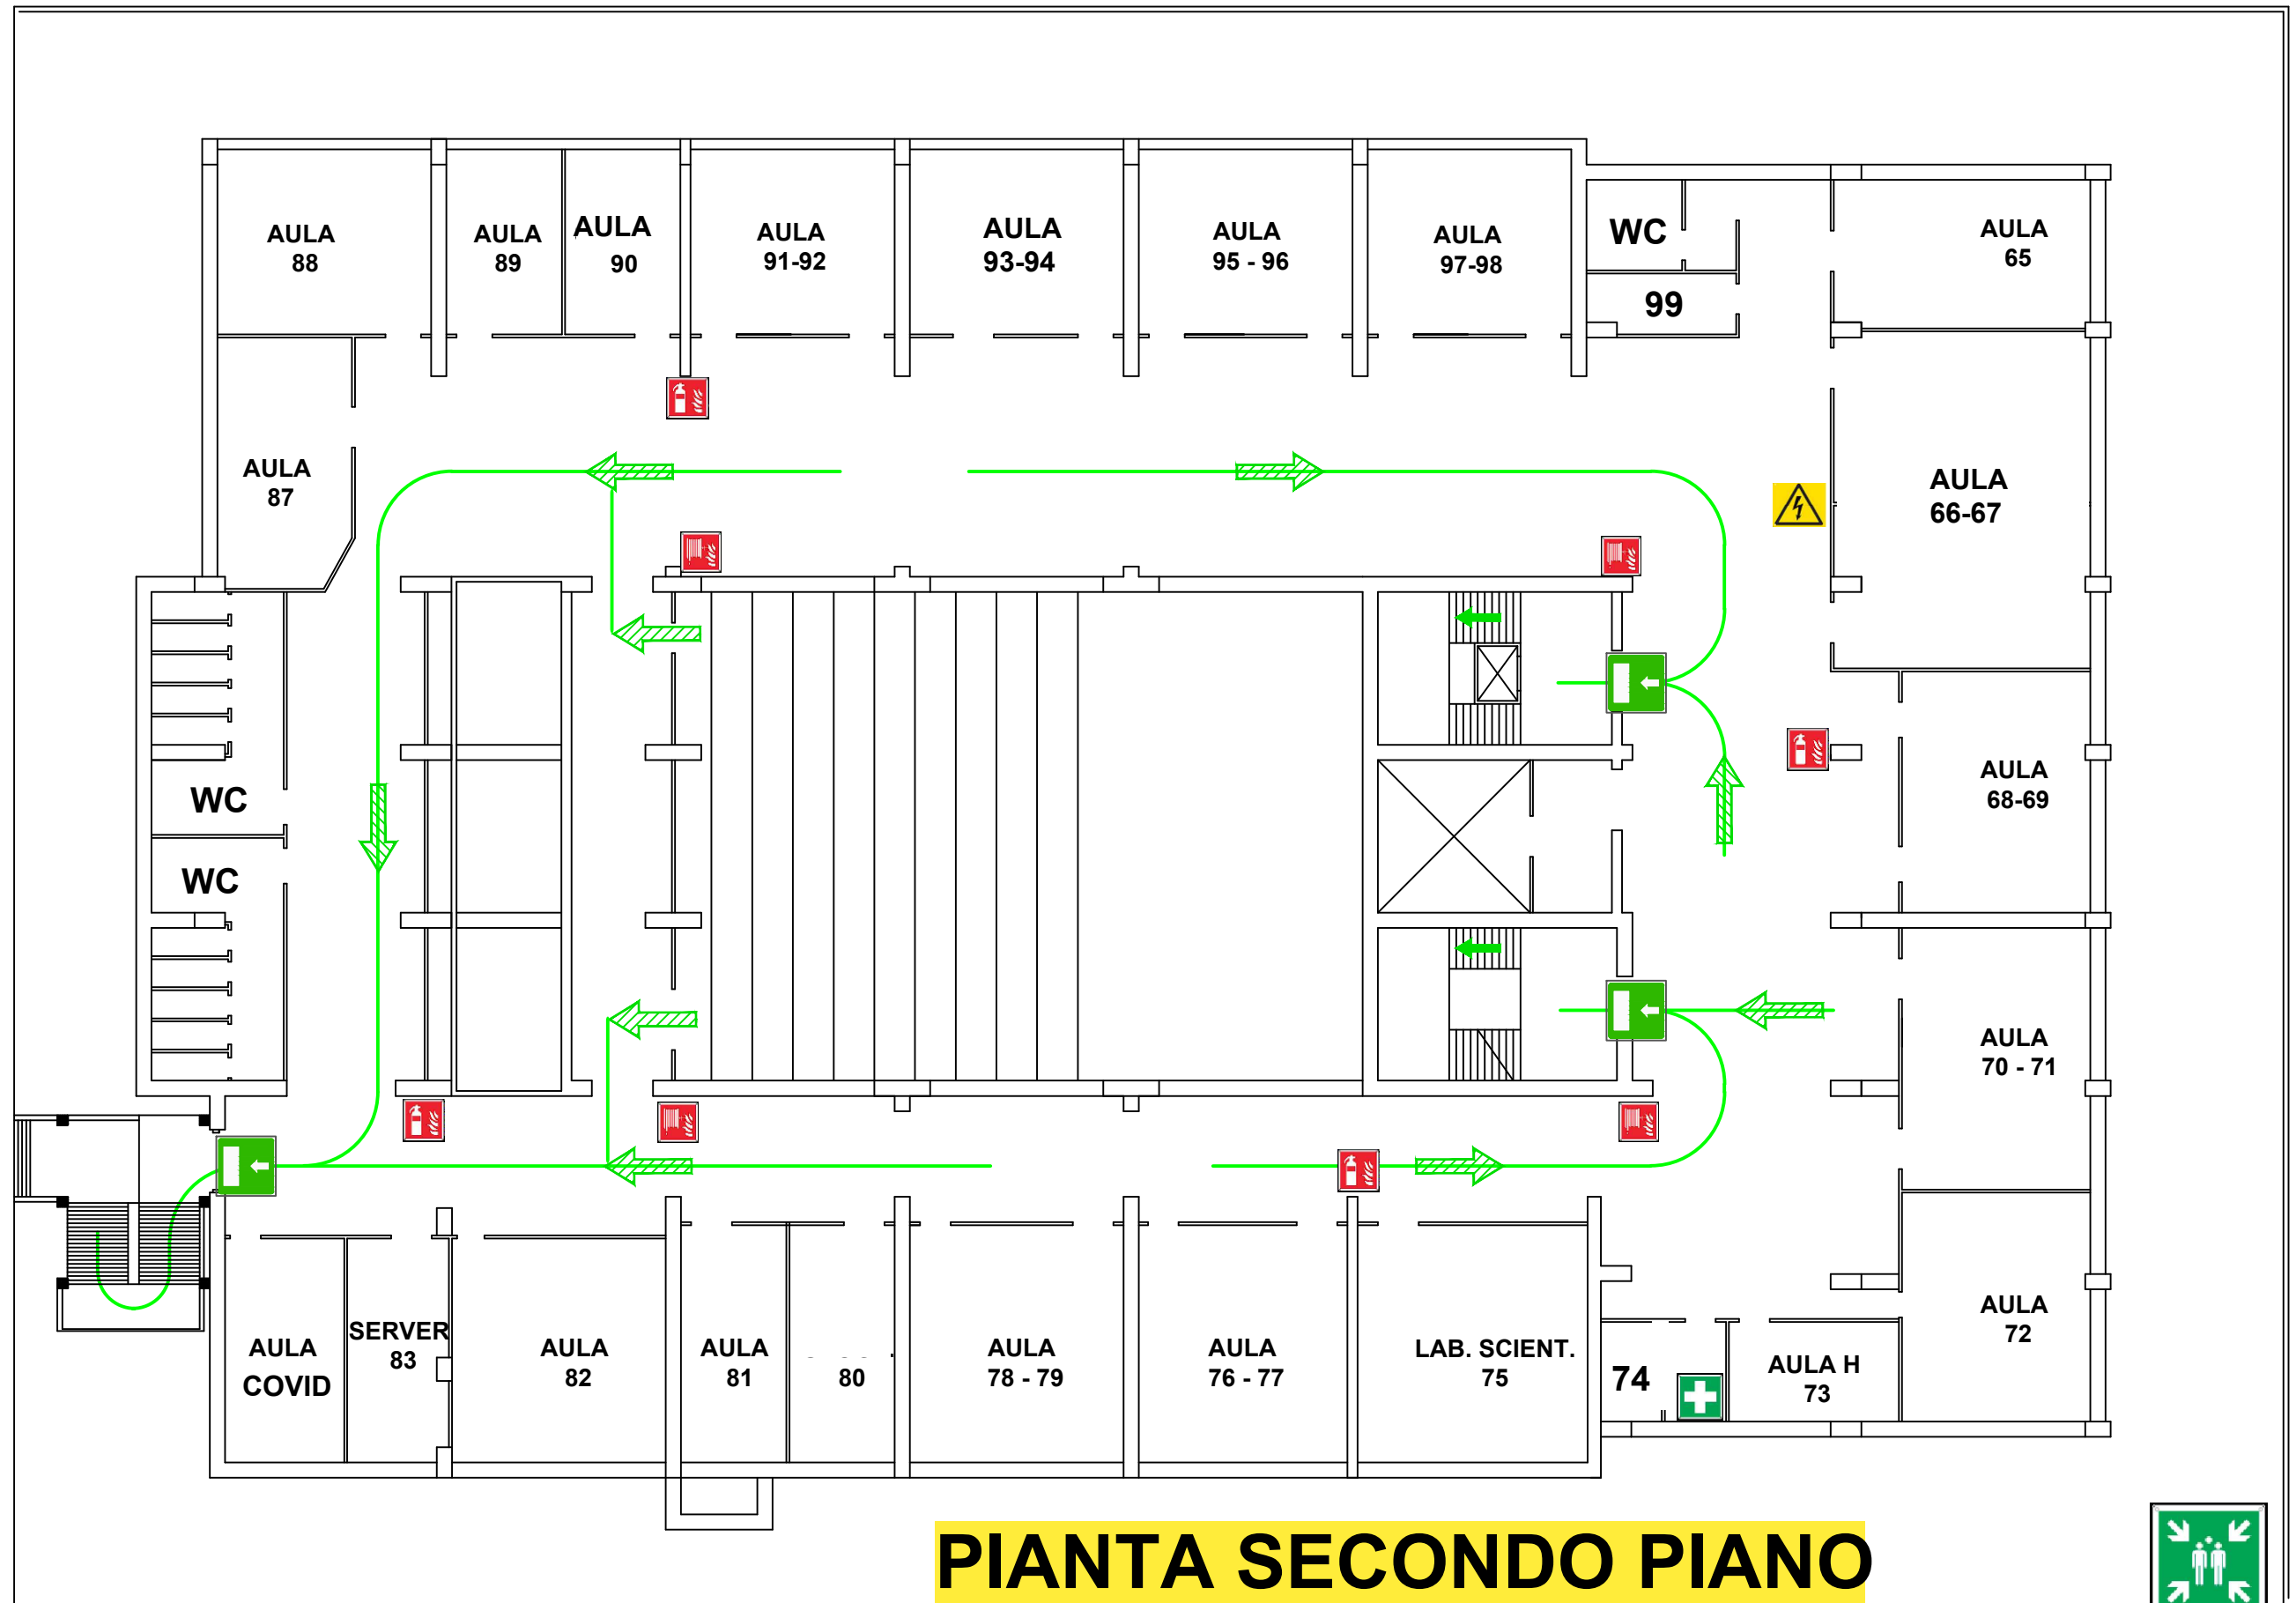 AULA
88
AULA
89
AULA
90
AULA
91-92
AULA
93-94
AULA
95 - 96
AULA
97-98
WC
99
AULA
65
AULA
87
AULA
66-67
WC
WC
AULA
68-69
AULA
70 - 71
AULA
72
AULA
COVID
SERVER
83
AULA
82
AULA
81
80
AULA
78 - 79
AULA
76 - 77
LAB. SCIENT.
75
74
AULA H
73
PIANTA SECONDO PIANO